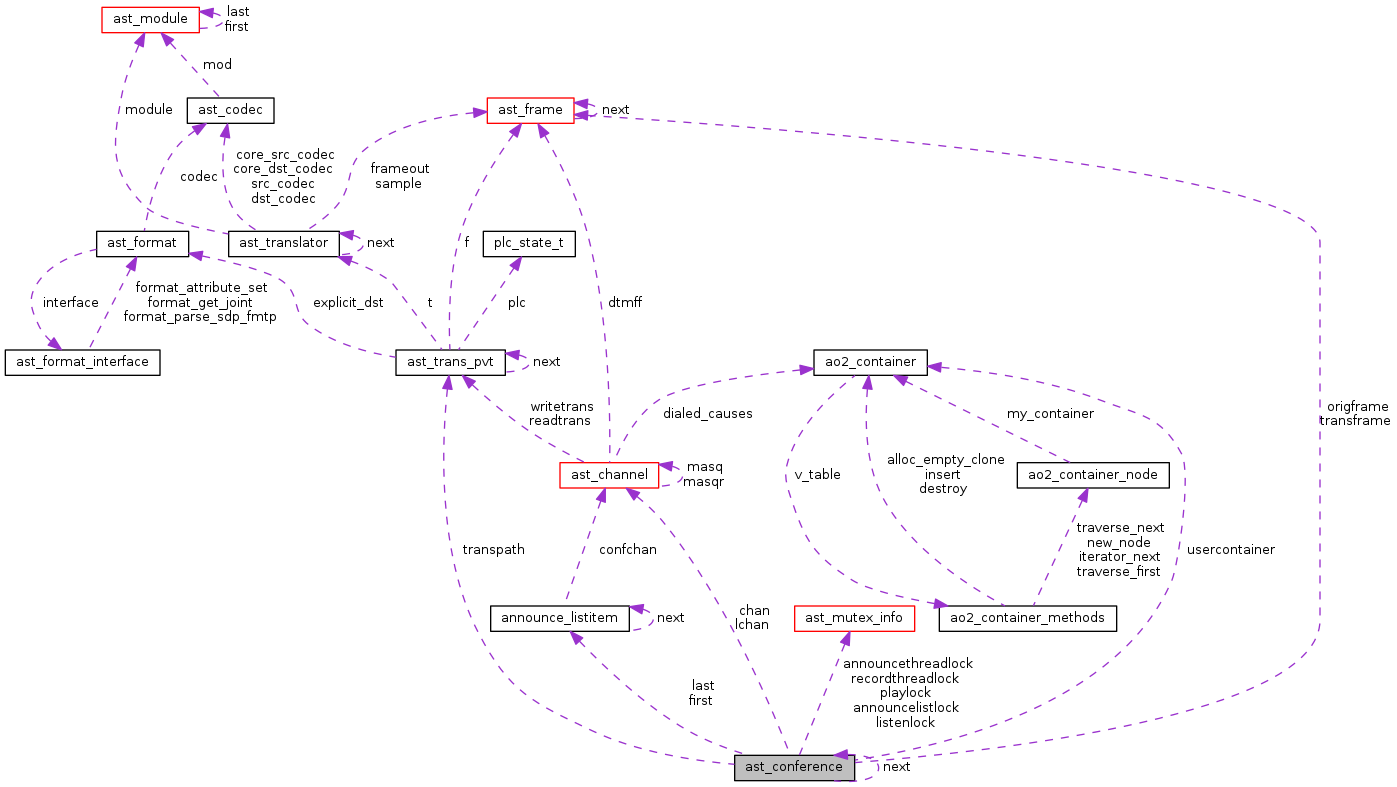 ast_module
last
first
mod
module
ast_codec
ast_frame
next
core_src_codec
core_dst_codec
src_codec
dst_codec
frameout
sample
codec
ast_format
ast_translator
next
f
plc_state_t
interface
format_attribute_set
format_get_joint
format_parse_sdp_fmtp
explicit_dst
t
plc
dtmff
ast_format_interface
ast_trans_pvt
next
ao2_container
writetrans
readtrans
dialed_causes
my_container
origframe
transframe
ast_channel
masq
masqr
v_table
alloc_empty_clone
insert
destroy
ao2_container_node
transpath
confchan
traverse_next
new_node
iterator_next
traverse_first
usercontainer
announce_listitem
next
chan
lchan
ast_mutex_info
ao2_container_methods
last
first
announcethreadlock
recordthreadlock
playlock
announcelistlock
listenlock
ast_conference
next